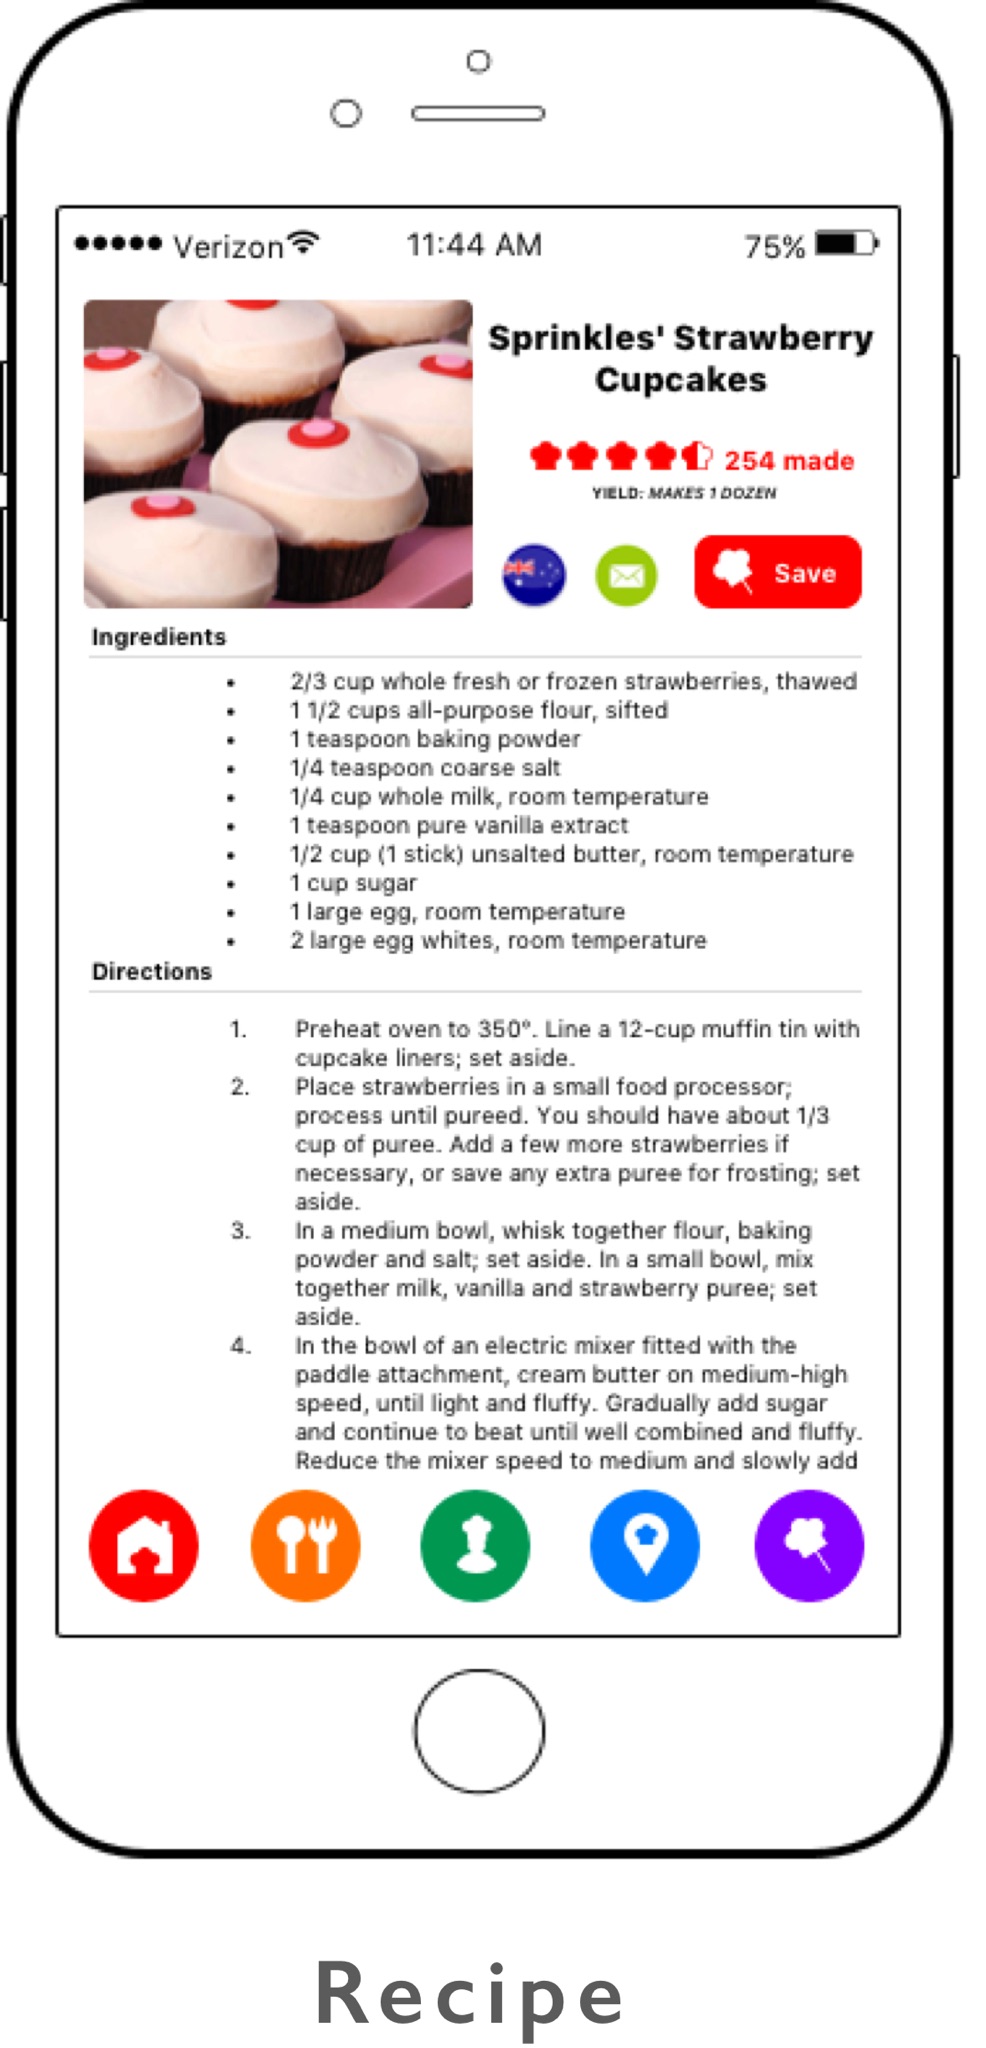 Verizon 11:44 AM 75%
Sprinkles' Strawberry
Cupcakes
254 made
YIELD: MAKES 1 DOZEN
Save
Ingredients
• 2/3 cup whole fresh or frozen strawberries, thawed
• 1 1/2 cups all-purpose flour, sifted
• 1 teaspoon baking powder
• 1/4 teaspoon coarse salt
• 1/4 cup whole milk, room temperature
• 1 teaspoon pure vanilla extract
• 1/2 cup (1 stick) unsalted butter, room temperature
• 1 cup sugar
• 1 large egg, room temperature
• 2 large egg whites, room temperature
Directions
1. Preheat oven to 350°. Line a 12-cup muffin tin with
cupcake liners; set aside.
2. Place strawberries in a small food processor;
process until pureed. You should have about 1/3
cup of puree. Add a few more strawberries if
necessary, or save any extra puree for frosting; set
aside.
3. In a medium bowl, whisk together flour, baking
powder and salt; set aside. In a small bowl, mix
together milk, vanilla and strawberry puree; set
aside.
4. In the bowl of an electric mixer fitted with the
paddle attachment, cream butter on medium-high
speed, until light and fluffy. Gradually add sugar
and continue to beat until well combined and fluffy.
Reduce the mixer speed to medium and slowly add
Recipe